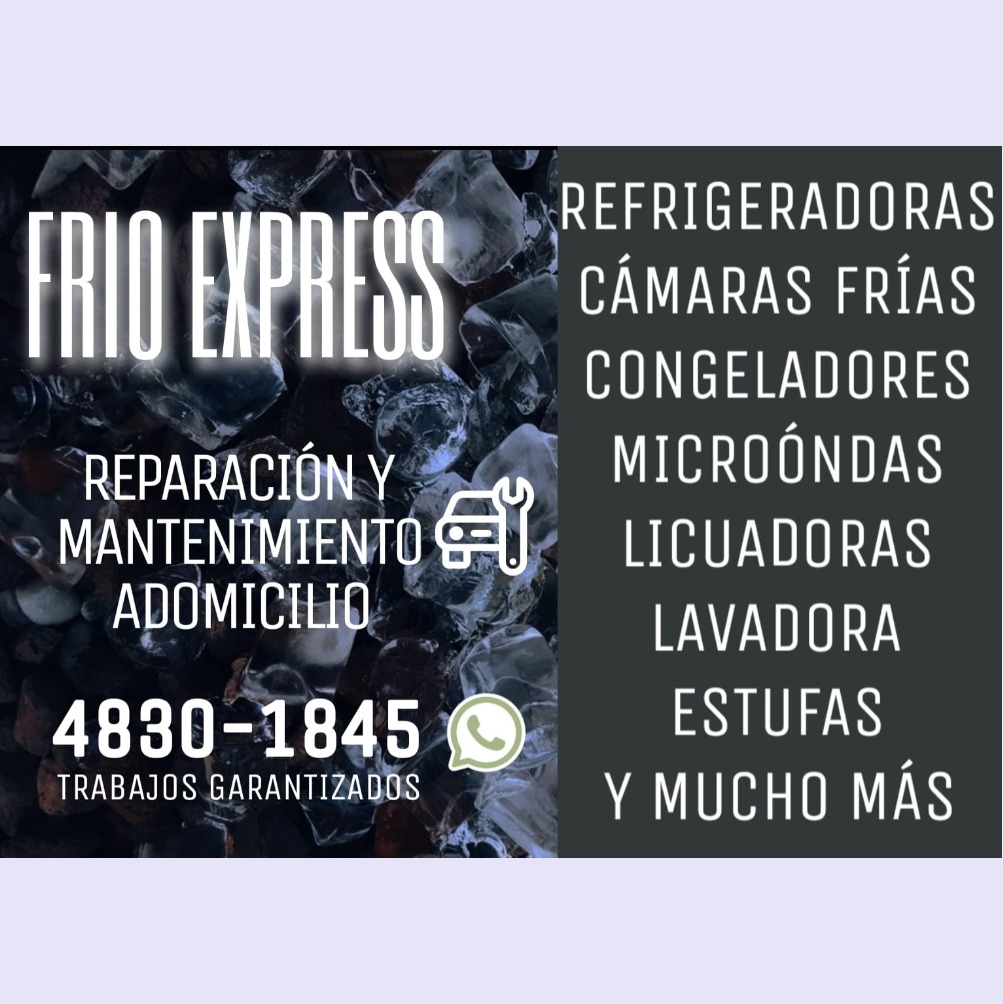 FRIO EXPRESS
REPARACIÓN Y
MANTENIMIENTO
ADOMICILIO
4830-1845
TRABAJOS GARANTIZADOS
REFRIGERADORAS
CÁMARAS FRÍAS
CONGELADORES
MICROÓNDAS
LICUADORAS
LAVADORA
ESTUFAS
Y MUCHO MÁS